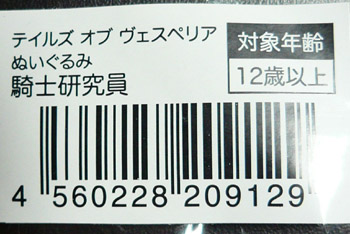 テイルズ オブ ヴェスペリア
ぬいぐるみ
騎士研究員
対象年齢
12歳以上
4 560228 209129